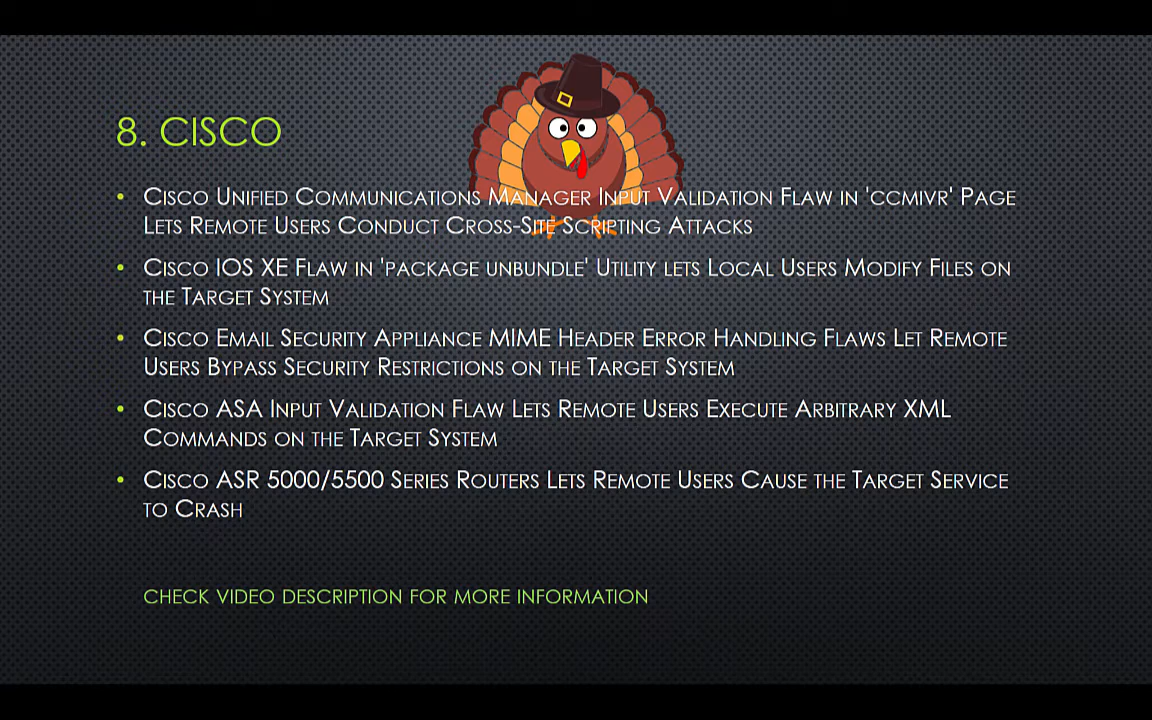 8. CISCO
• CISCO UNIFIED COMMUNICATIONS MANAGER INPUT VALIDATION FLAW IN 'CCMIVR' PAGE
LETS REMOTE USERS CONDUCT CROSS-SITE SCRIPTING ATTACKS
• CISCO IOS XE FLAW IN 'PACKAGE UNBUNDLE' UTILITY LETS LOCAL USERS MODIFY FILES ON
THE TARGET SYSTEM
• CISCO EMAIL SECURITY APPLIANCE MIME HEADER ERROR HANDLING FLAWS LET REMOTE
USERS BYPASS SECURITY RESTRICTIONS ON THE TARGET SYSTEM
• CISCO ASA INPUT VALIDATION FLAW LETS REMOTE USERS EXECUTE ARBITRARY XML
COMMANDS ON THE TARGET SYSTEM
• CISCO ASR 5000/5500 SERIES ROUTERS LETS REMOTE USERS CAUSE THE TARGET SERVICE
TO CRASH
CHECK VIDEO DESCRIPTION FOR MORE INFORMATION